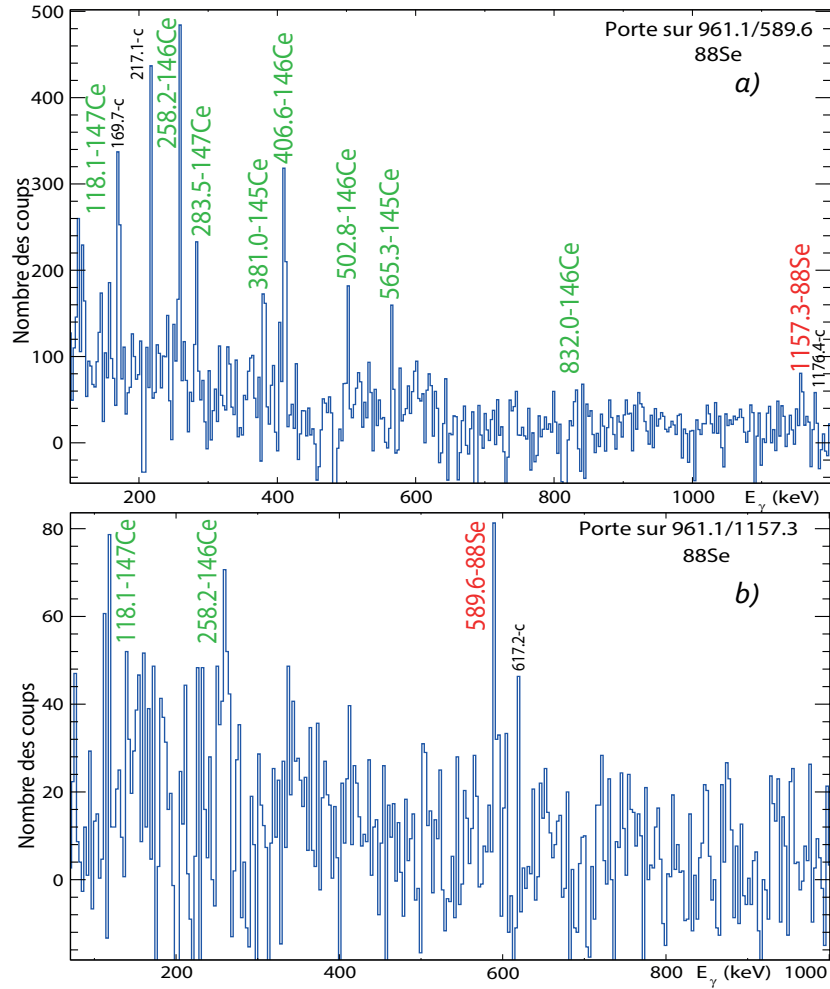 Porte sur 961.1/589.6
88Se
a)
118.1-147Ce
169.7-c
217.1-c
258.2-146Ce
283.5-147Ce
381.0-145Ce
406.6-146Ce
502.8-146Ce
565.3-145Ce
832.0-146Ce
1157.3-88Se
1176.4-c
Nombre des coups
500
400
300
200
100
0
200
400
600
800
1000
E_γ (keV)
Porte sur 961.1/1157.3
88Se
b)
118.1-147Ce
258.2-146Ce
589.6-88Se
617.2-c
Nombre des coups
80
60
40
20
0
200
400
600
E_γ (keV)
1000